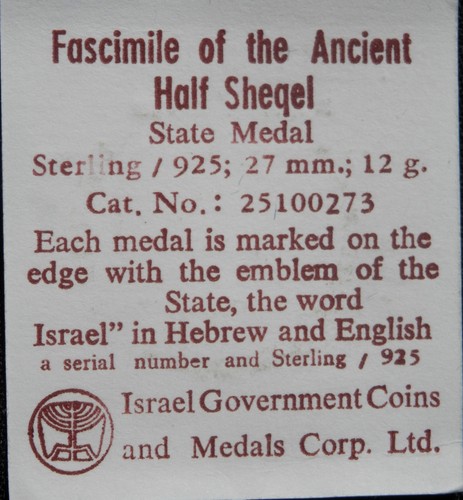 Fascimile of the Ancient
Half Sheqel
State Medal
Sterling / 925; 27 mm.; 12 g.
Cat. No.: 25100273
Each medal is marked on the
edge with the emblem of the
State, the word
Israel” in Hebrew and English
a serial number and Sterling / 925
Israel Government Coins
and Medals Corp. Ltd.